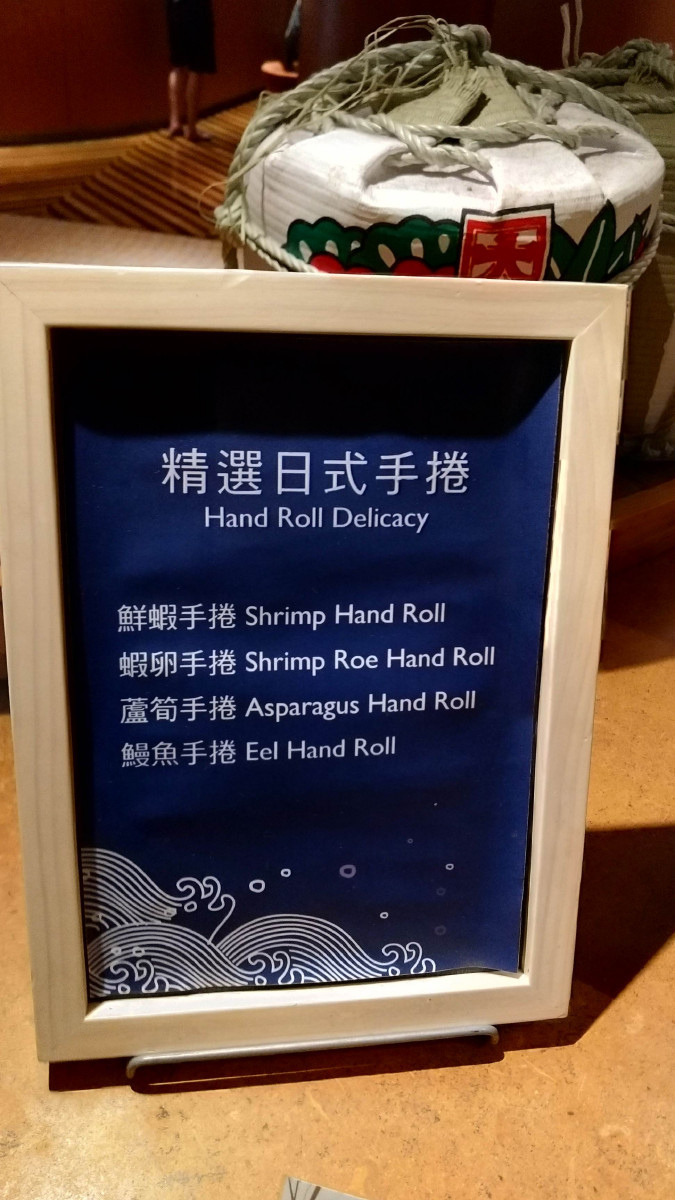 精選日式手捲
Hand Roll Delicacy
鮮蝦手捲 Shrimp Hand Roll
蝦卵手捲 Shrimp Roe Hand Roll
蘆筍手捲 Asparagus Hand Roll
鰻魚手捲 Eel Hand Roll